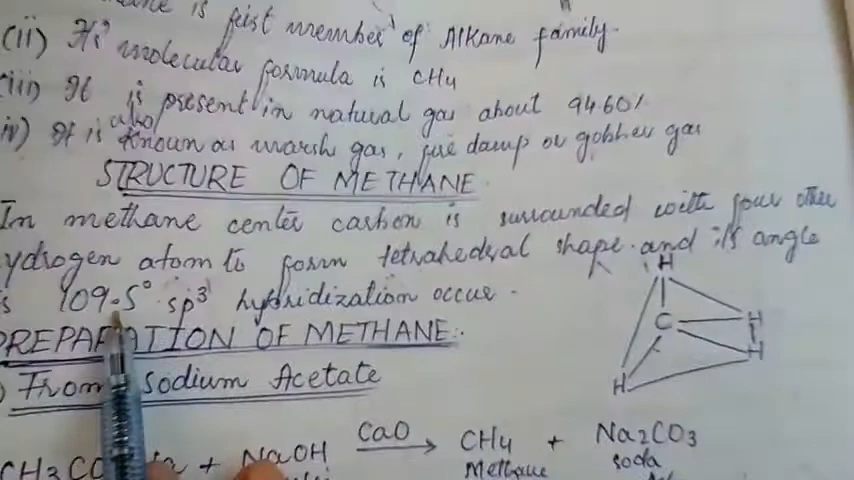 is first member of Alkane family.
(ii) It's molecular formula is CH4
(iii) It is present in natural gas about 94.60%
iv) It is also known as marsh gas, fire damp or gobber gas
STRUCTURE OF METHANE
In methane center carbon is surrounded with four other
hydrogen atom to form tetrahedral shape. and it's angle
is 109.5° sp3 hybridization occur.
PREPARATION OF METHANE:-
) From sodium Acetate
H
C
H
H
H
CaO
+ NaOH → CH4 + Na2CO3
Methane soda